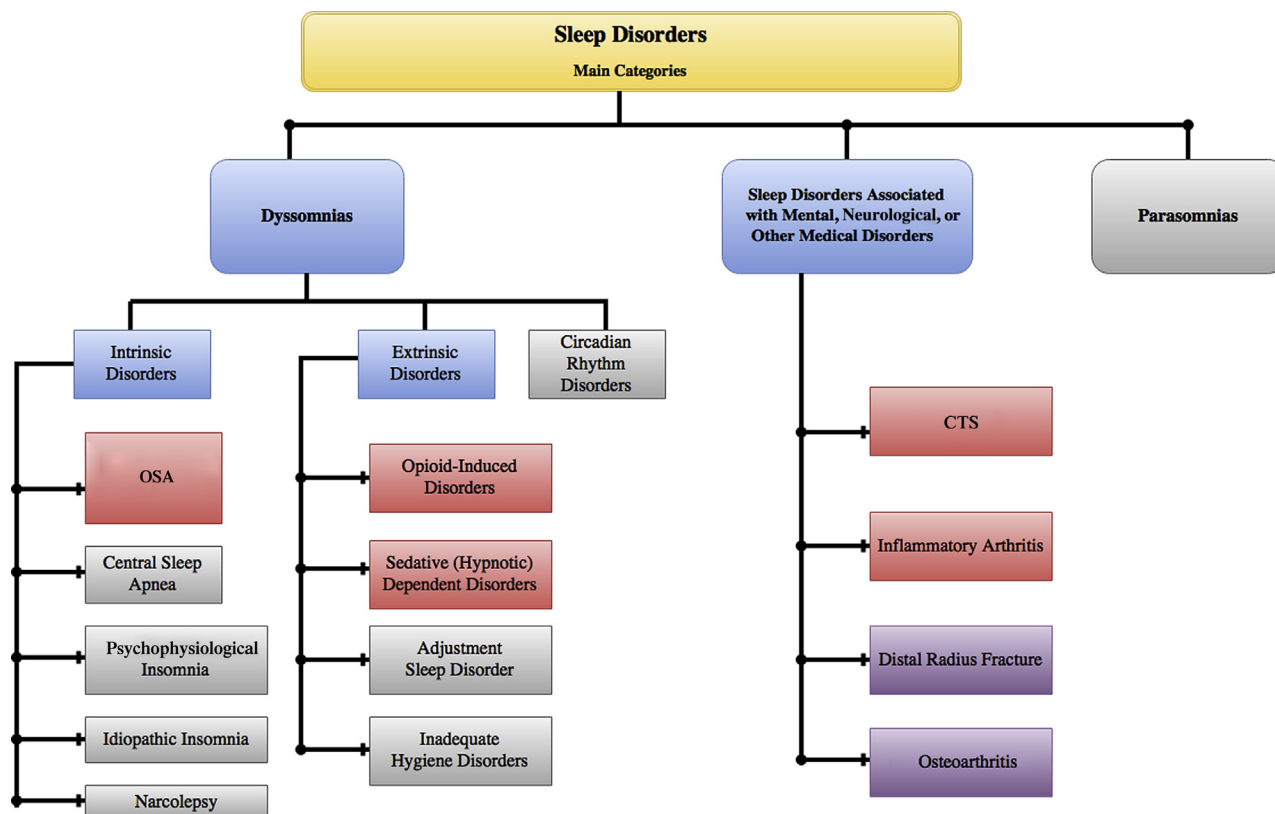 Sleep Disorders
Main Categories
Dyssomnias
Sleep Disorders Associated
with Mental, Neurological, or
Other Medical Disorders
Parasomnias
Intrinsic
Disorders
Extrinsic
Disorders
Circadian
Rhythm
Disorders
OSA
Central Sleep
Apnea
Psychophysiological
Insomnia
Idiopathic Insomnia
Narcolepsy
Opioid-Induced
Disorders
Sedative (Hypnotic)
Dependent Disorders
Adjustment
Sleep Disorder
Inadequate
Hygiene Disorders
CTS
Inflammatory Arthritis
Distal Radius Fracture
Osteoarthritis